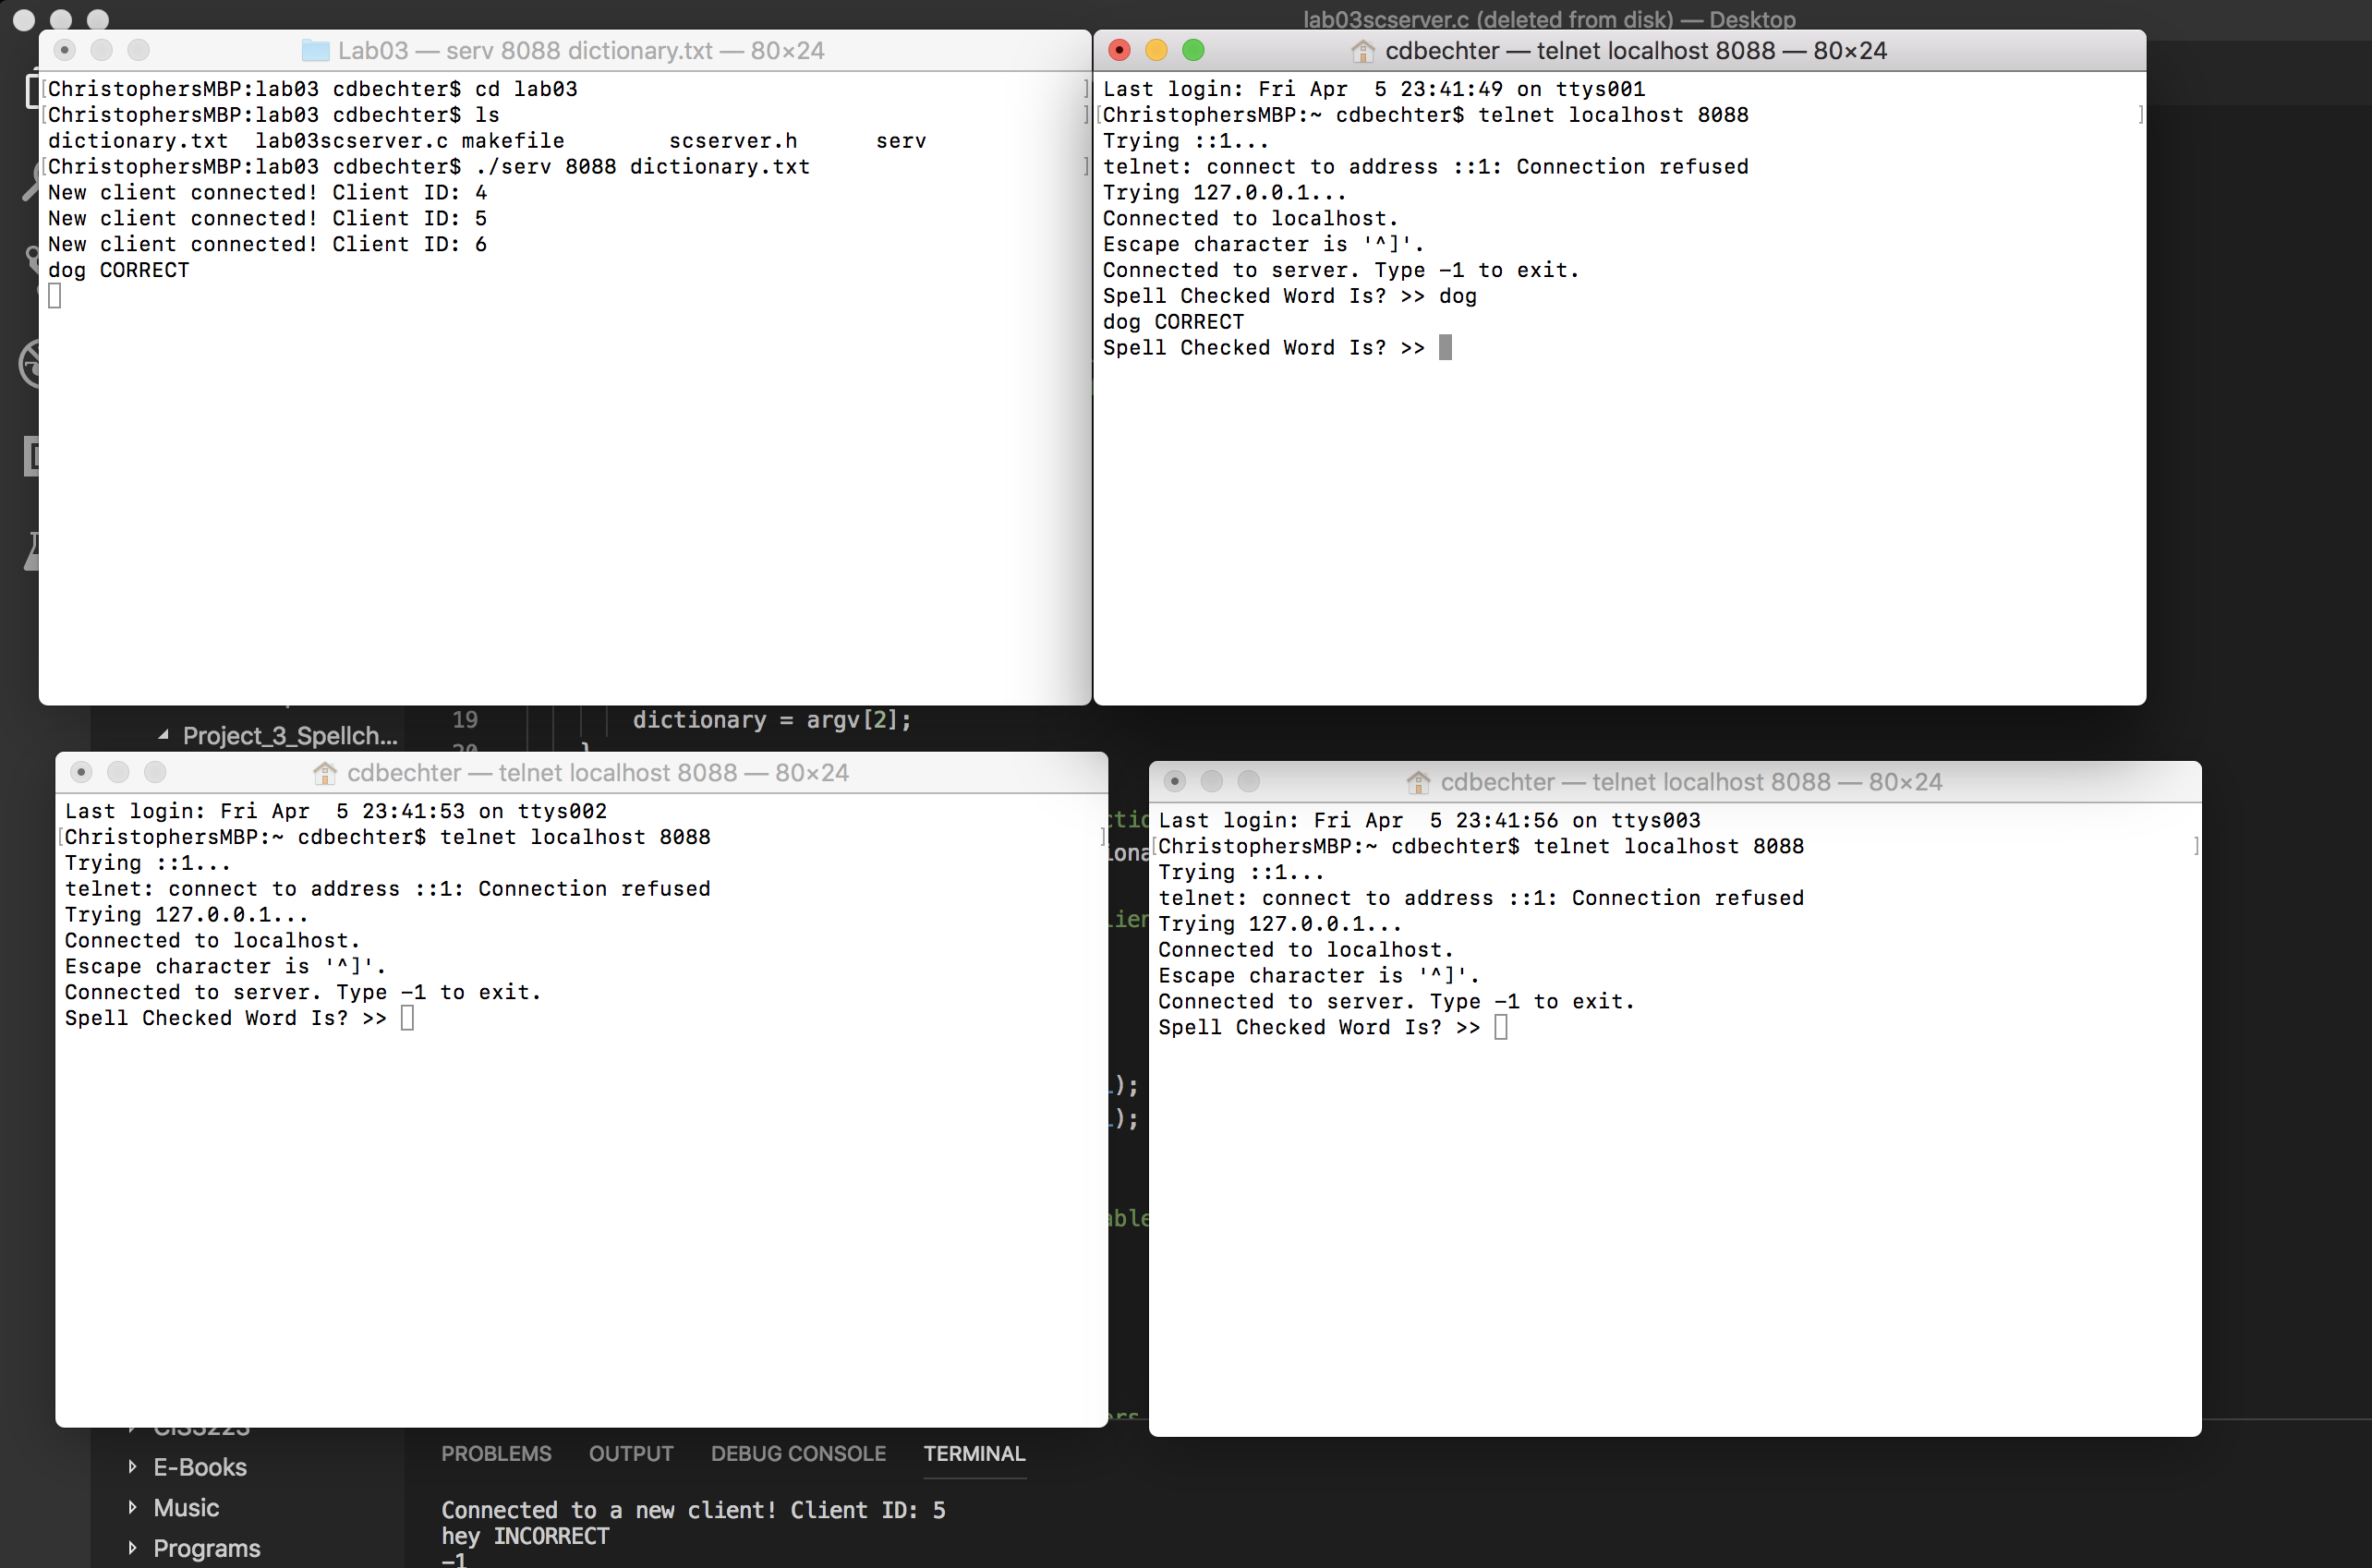 lab03scserver.c (deleted from disk) — Desktop
Lab03 — serv 8088 dictionary.txt — 80×24
[ChristophersMBP:lab03 cdbechter$ cd lab03 ]
[ChristophersMBP:lab03 cdbechter$ ls ]
dictionary.txt lab03scserver.c makefile scserver.h serv
[ChristophersMBP:lab03 cdbechter$ ./serv 8088 dictionary.txt ]
New client connected! Client ID: 4
New client connected! Client ID: 5
New client connected! Client ID: 6
dog CORRECT
cdbechter — telnet localhost 8088 — 80×24
Last login: Fri Apr  5 23:41:49 on ttys001
[ChristophersMBP:~ cdbechter$ telnet localhost 8088 ]
Trying ::1...
telnet: connect to address ::1: Connection refused
Trying 127.0.0.1...
Connected to localhost.
Escape character is '^]'.
Connected to server. Type -1 to exit.
Spell Checked Word Is? >> dog
dog CORRECT
Spell Checked Word Is? >>
Project_3_Spellch...
19 dictionary = argv[2];
20 }
cdbechter — telnet localhost 8088 — 80×24
Last login: Fri Apr  5 23:41:53 on ttys002
[ChristophersMBP:~ cdbechter$ telnet localhost 8088 ]
Trying ::1...
telnet: connect to address ::1: Connection refused
Trying 127.0.0.1...
Connected to localhost.
Escape character is '^]'.
Connected to server. Type -1 to exit.
Spell Checked Word Is? >>
cdbechter — telnet localhost 8088 — 80×24
Last login: Fri Apr  5 23:41:56 on ttys003
[ChristophersMBP:~ cdbechter$ telnet localhost 8088 ]
Trying ::1...
telnet: connect to address ::1: Connection refused
Trying 127.0.0.1...
Connected to localhost.
Escape character is '^]'.
Connected to server. Type -1 to exit.
Spell Checked Word Is? >>
);
);
CIS3223
E-Books
Music
Programs
PROBLEMS OUTPUT DEBUG CONSOLE TERMINAL
Connected to a new client! Client ID: 5
hey INCORRECT
-1